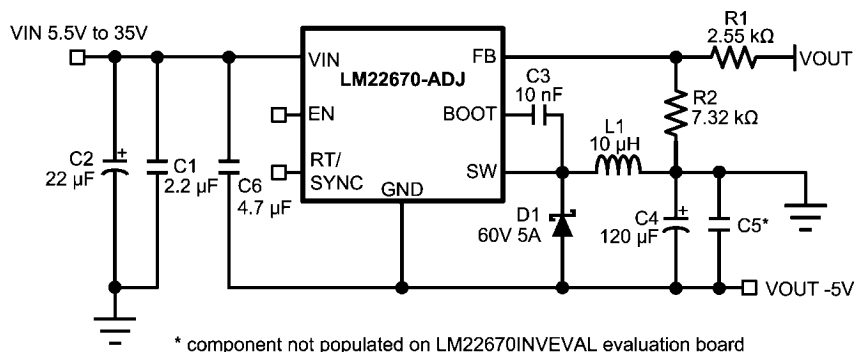 VIN 5.5V to 35V
R1
2.55 kΩ
VOUT
VIN
FB
LM22670-ADJ
C3
10 nF
R2
7.32 kΩ
EN
BOOT
L1
10 µH
C2
22 µF
+
C1
2.2 µF
C6
4.7 µF
RT/
SYNC
GND
SW
D1
60V 5A
C4
120 µF
+
C5*
VOUT -5V
* component not populated on LM22670INVEVAL evaluation board